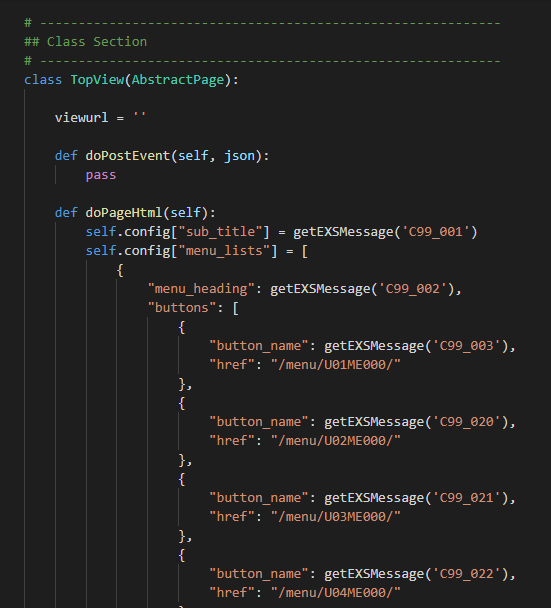 # -----------------------------------------------------------
## Class Section
# -----------------------------------------------------------
class TopView(AbstractPage):
    viewurl = ''
    def doPostEvent(self, json):
        pass
    def doPageHtml(self):
        self.config["sub_title"] = getEXSMessage('C99_001')
        self.config["menu_lists"] = [
            {
                "menu_heading": getEXSMessage('C99_002'),
                "buttons": [
                    {
                        "button_name": getEXSMessage('C99_003'),
                        "href": "/menu/U01ME000/"
                    },
                    {
                        "button_name": getEXSMessage('C99_020'),
                        "href": "/menu/U02ME000/"
                    },
                    {
                        "button_name": getEXSMessage('C99_021'),
                        "href": "/menu/U03ME000/"
                    },
                    {
                        "button_name": getEXSMessage('C99_022'),
                        "href": "/menu/U04ME000/"